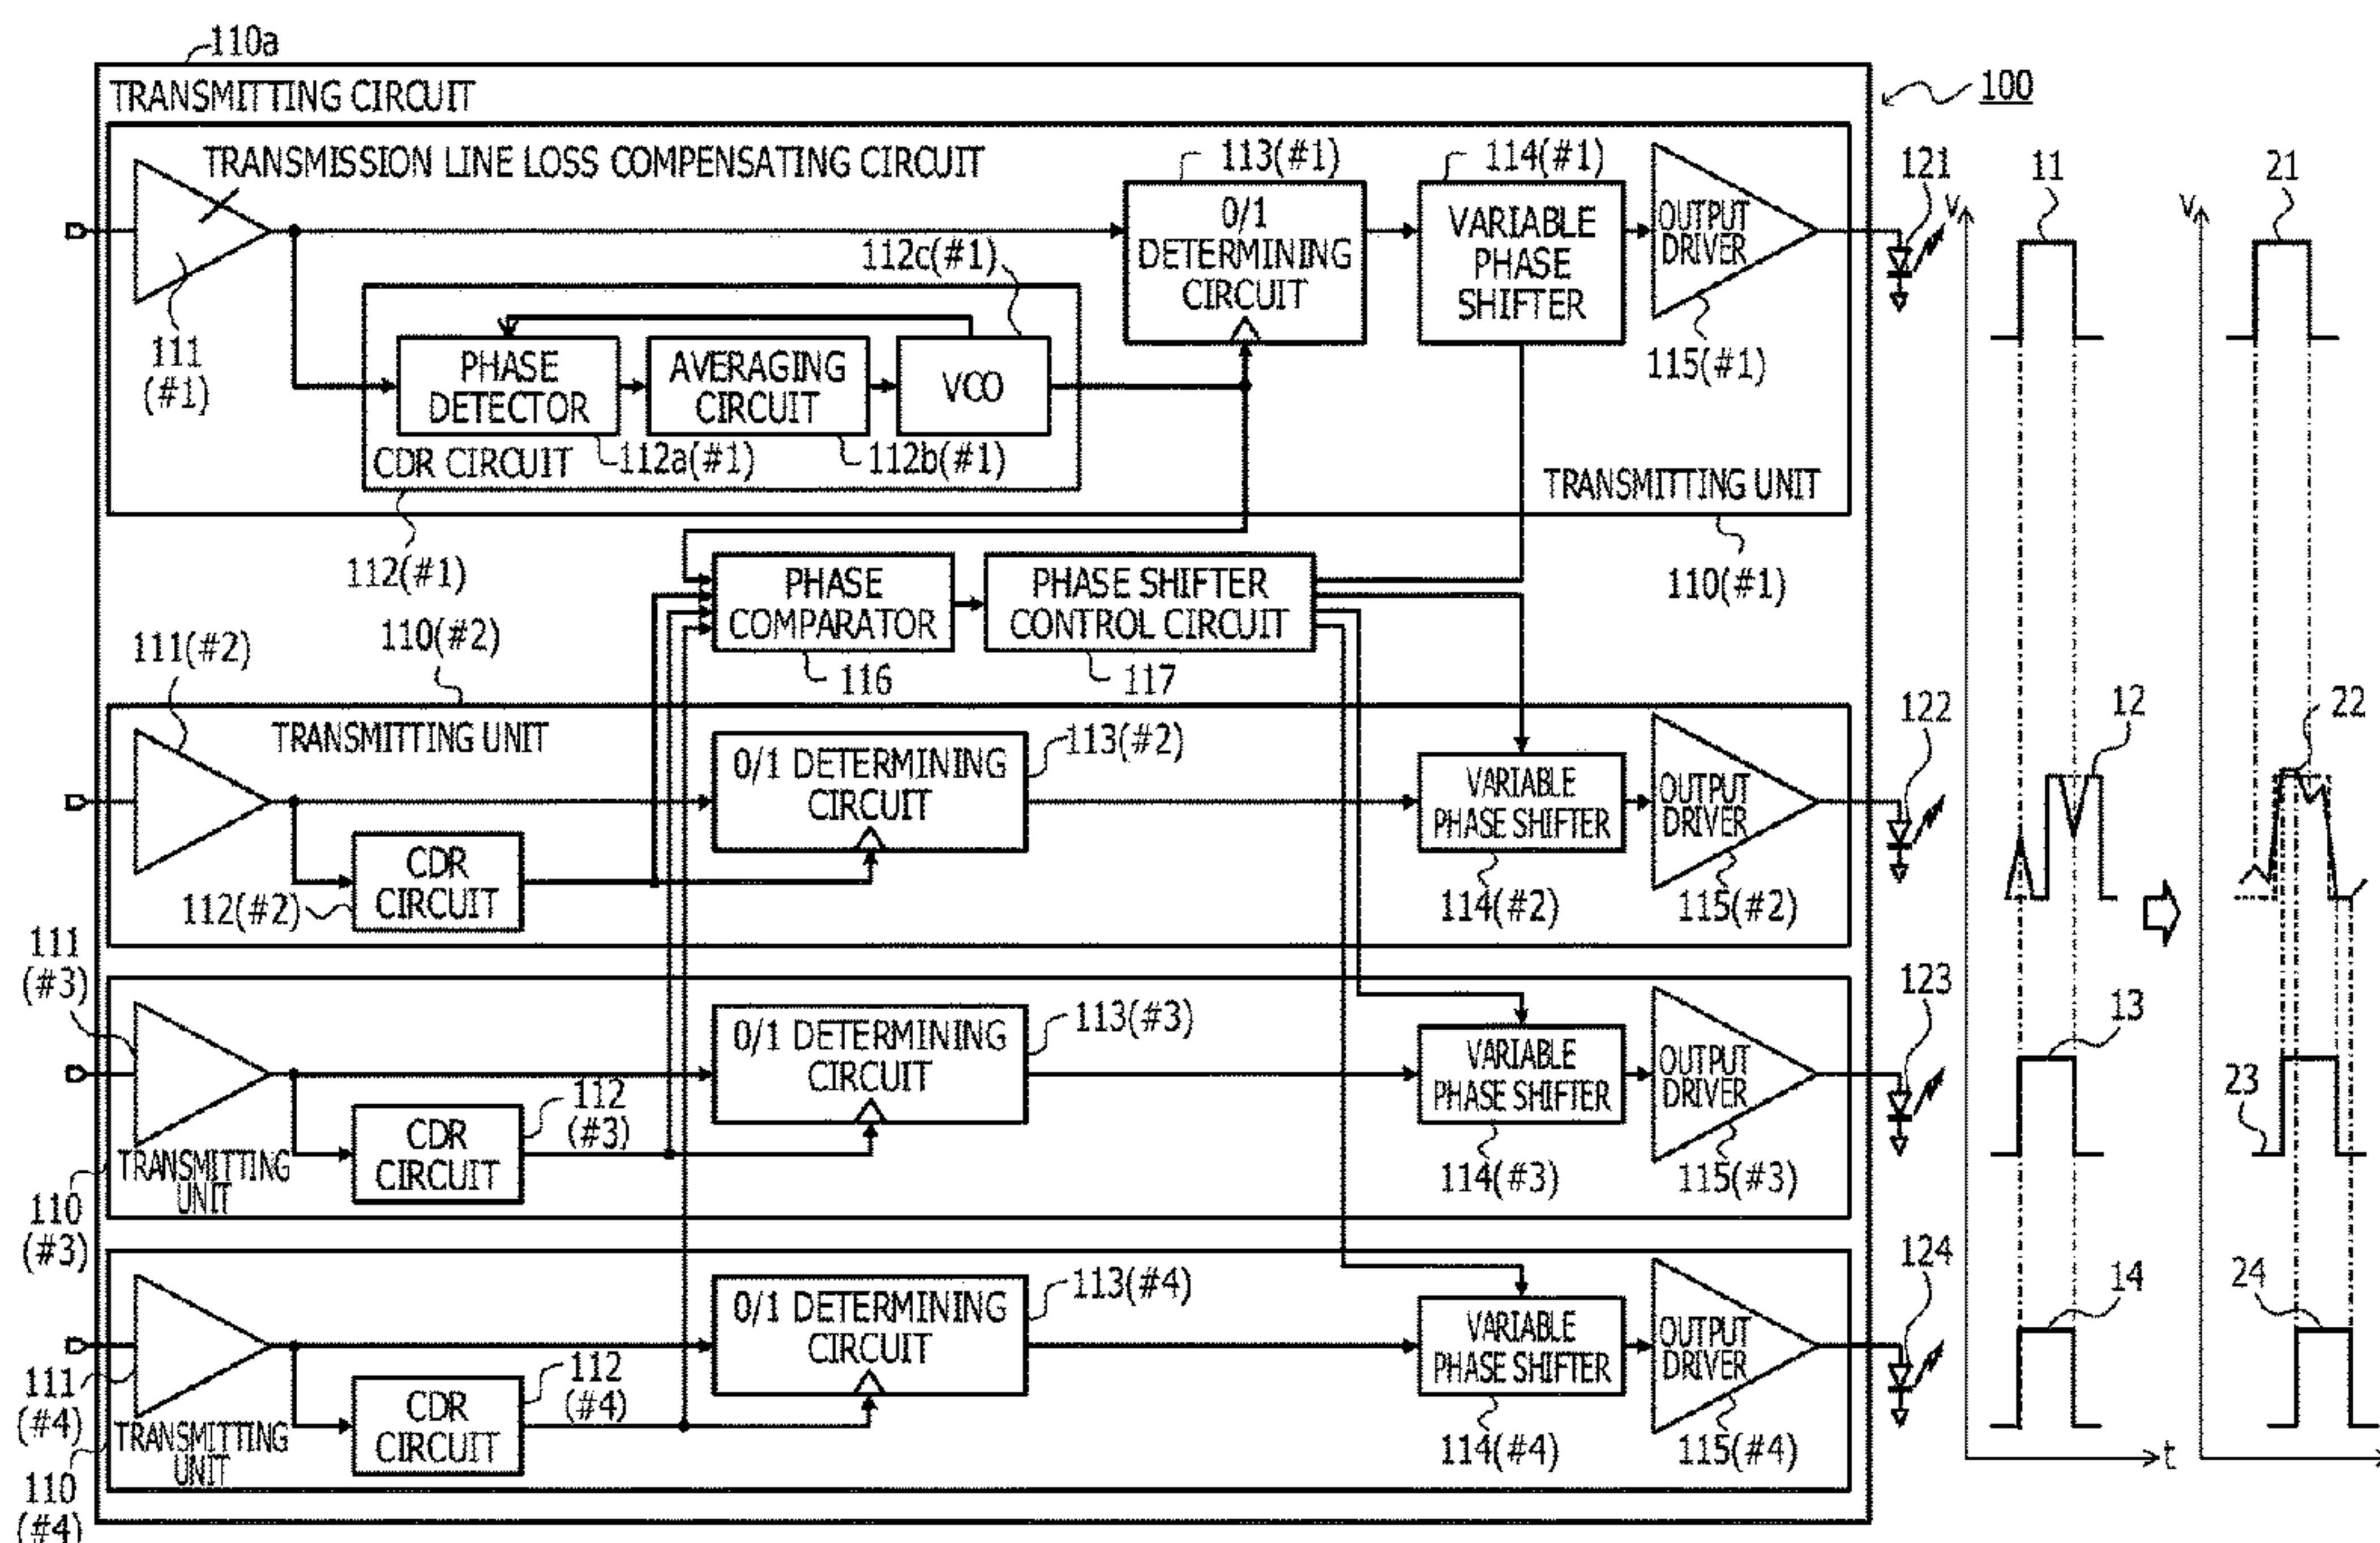 110a
TRANSMITTING CIRCUIT
100
TRANSMISSION LINE LOSS COMPENSATING CIRCUIT
113(#1)
114(#1)
121
V
11
V
21
0/1
DETERMINING
CIRCUIT
VARIABLE
PHASE
SHIFTER
OUTPUT
DRIVER
112c(#1)
111
(#1)
PHASE
DETECTOR
AVERAGING
CIRCUIT
VCO
115(#1)
CDR CIRCUIT
112a(#1)
112b(#1)
TRANSMITTING UNIT
112(#1)
110(#1)
PHASE
COMPARATOR
PHASE SHIFTER
CONTROL CIRCUIT
116
117
111(#2)
110(#2)
TRANSMITTING UNIT
0/1 DETERMINING
CIRCUIT
113(#2)
VARIABLE
PHASE SHIFTER
OUTPUT
DRIVER
122
12
22
CDR
CIRCUIT
112(#2)
114(#2)
115(#2)
111
(#3)
0/1 DETERMINING
CIRCUIT
113(#3)
VARIABLE
PHASE SHIFTER
OUTPUT
DRIVER
123
13
23
CDR
CIRCUIT
112
(#3)
TRANSMITTING
UNIT
114(#3)
115(#3)
110
(#3)
0/1 DETERMINING
CIRCUIT
113(#4)
VARIABLE
PHASE SHIFTER
OUTPUT
DRIVER
124
14
24
111
(#4)
CDR
CIRCUIT
112
(#4)
TRANSMITTING
UNIT
114(#4)
115(#4)
t
110
(#4)